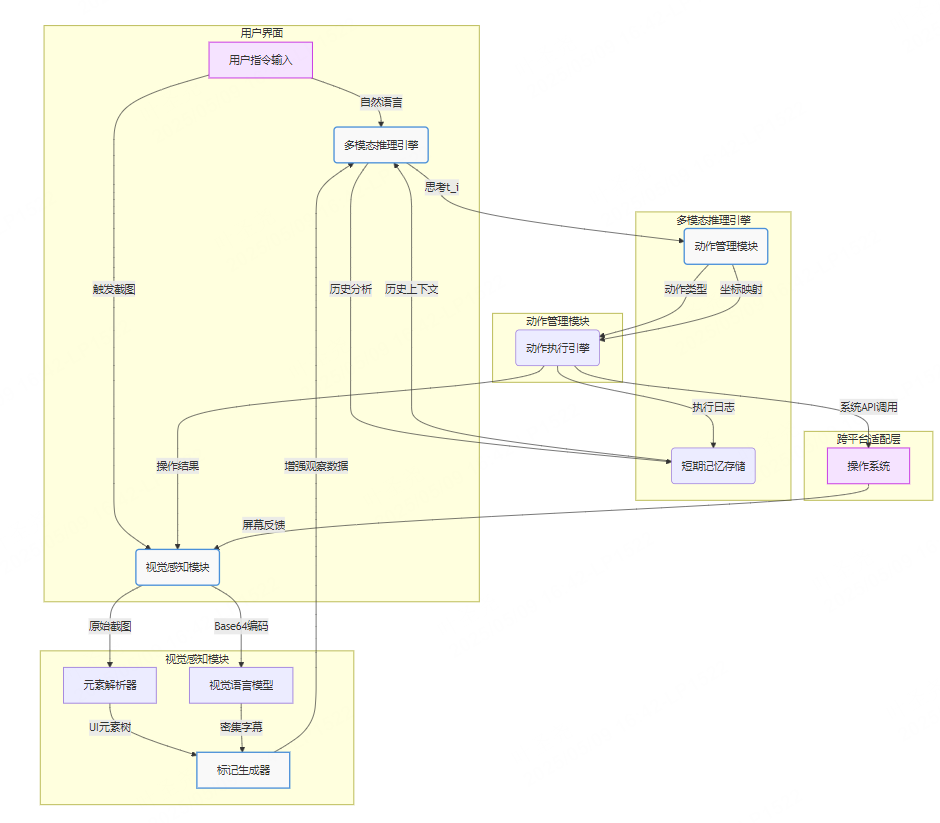 用户界面
用户指令输入
自然语言
多模态推理引擎
思考t_i
多模态推理引擎
动作管理模块
触发截图
历史分析
历史上下文
动作类型
坐标映射
动作管理模块
动作执行引擎
执行日志
系统API调用
跨平台适配层
操作结果
增强观察数据
短期记忆存储
操作系统
屏幕反馈
视觉感知模块
原始截图
Base64编码
视觉感知模块
元素解析器
视觉语言模型
UI元素树
密集字幕
标记生成器